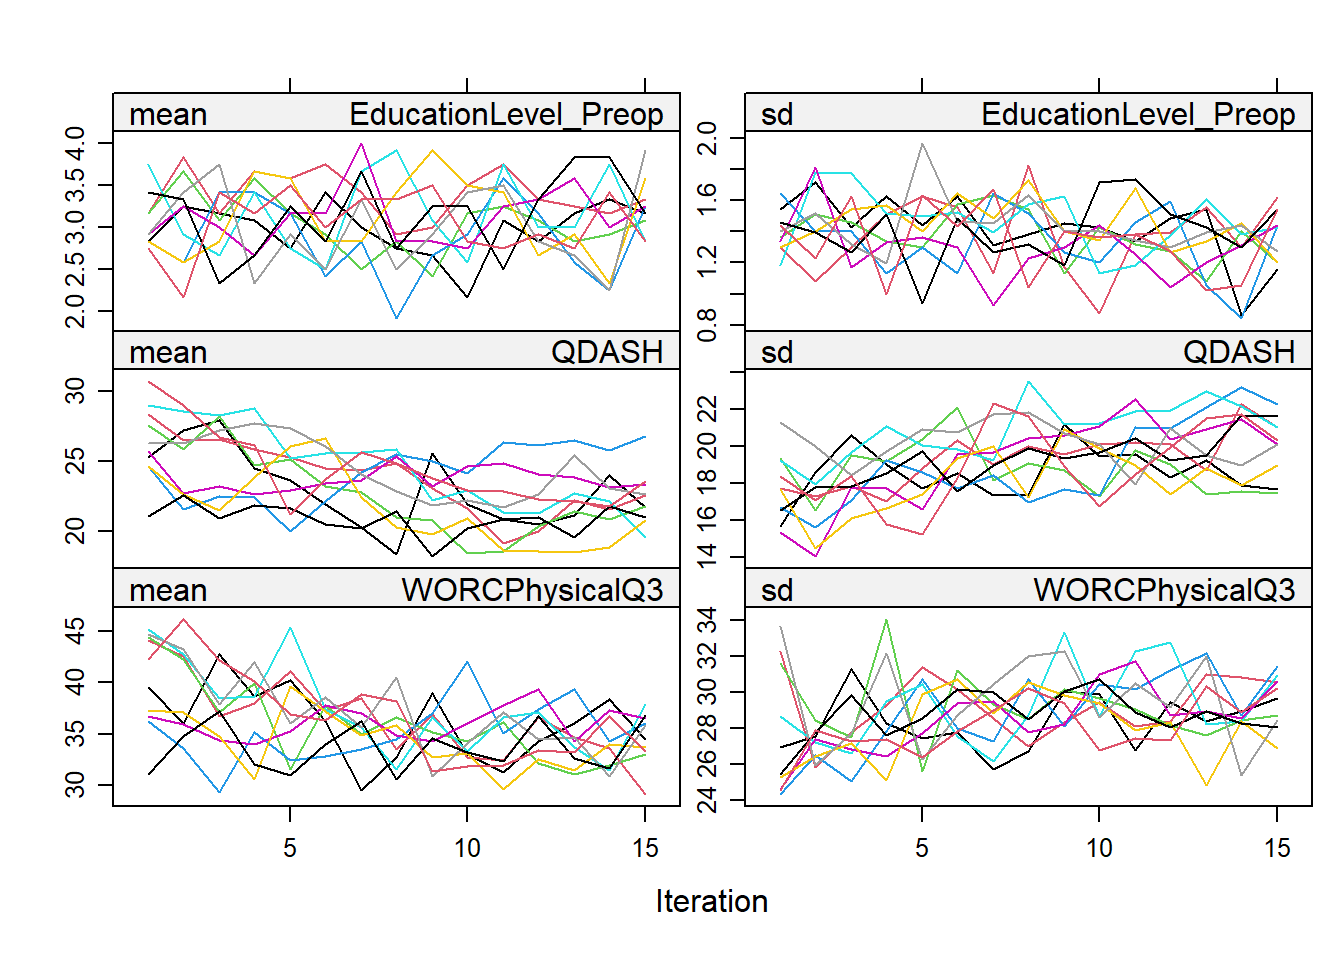 mean EducationLevel_Preop
sd EducationLevel_Preop
2.0 2.5 3.0 3.5 4.0
0.8 1.2 1.6 2.0
mean QDASH
sd QDASH
20 25 30
14 16 18 20 22
mean WORCPhysicalQ3
sd WORCPhysicalQ3
30 35 40 45
24 26 28 30 32 34
5 10 15
5 10 15
Iteration